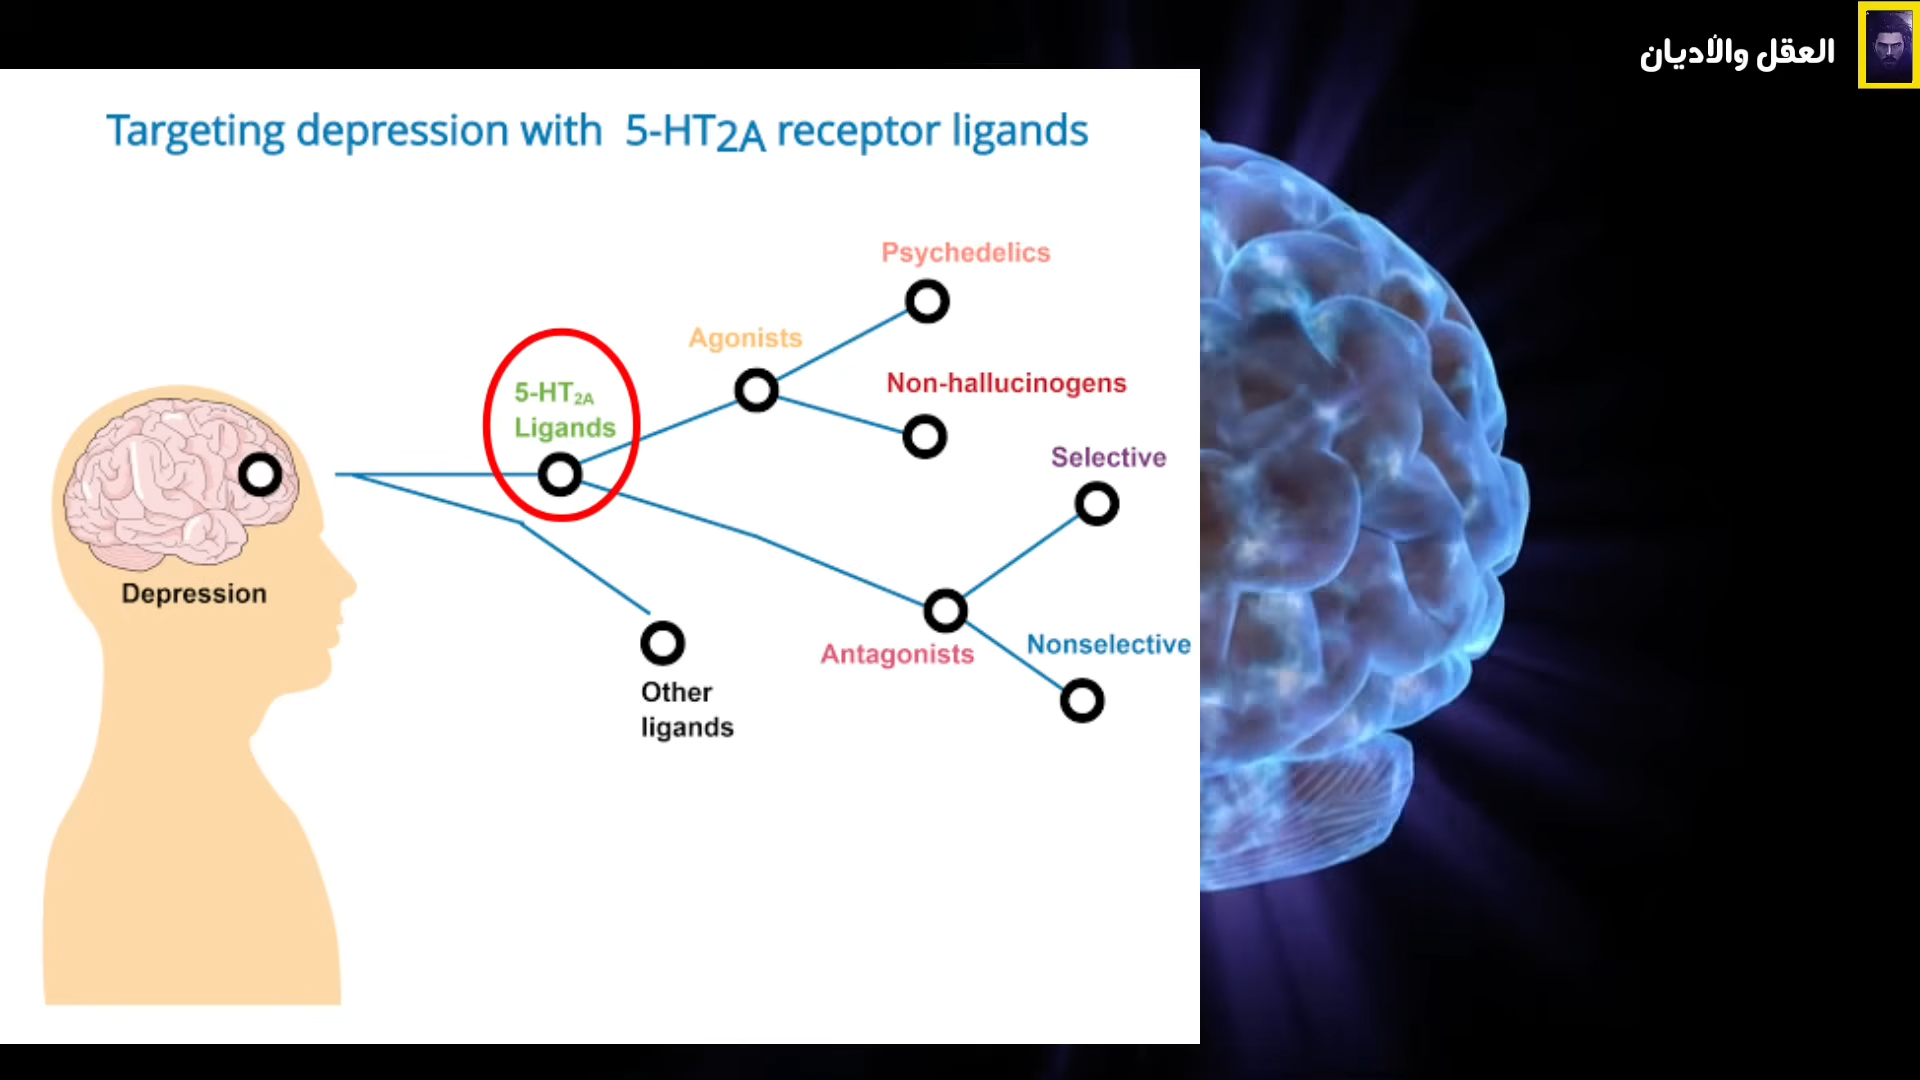 العقل والأديان
Targeting depression with 5-HT2A receptor ligands
Psychedelics
Agonists
Non-hallucinogens
5-HT2A
Ligands
Selective
Depression
Antagonists
Nonselective
Other
ligands